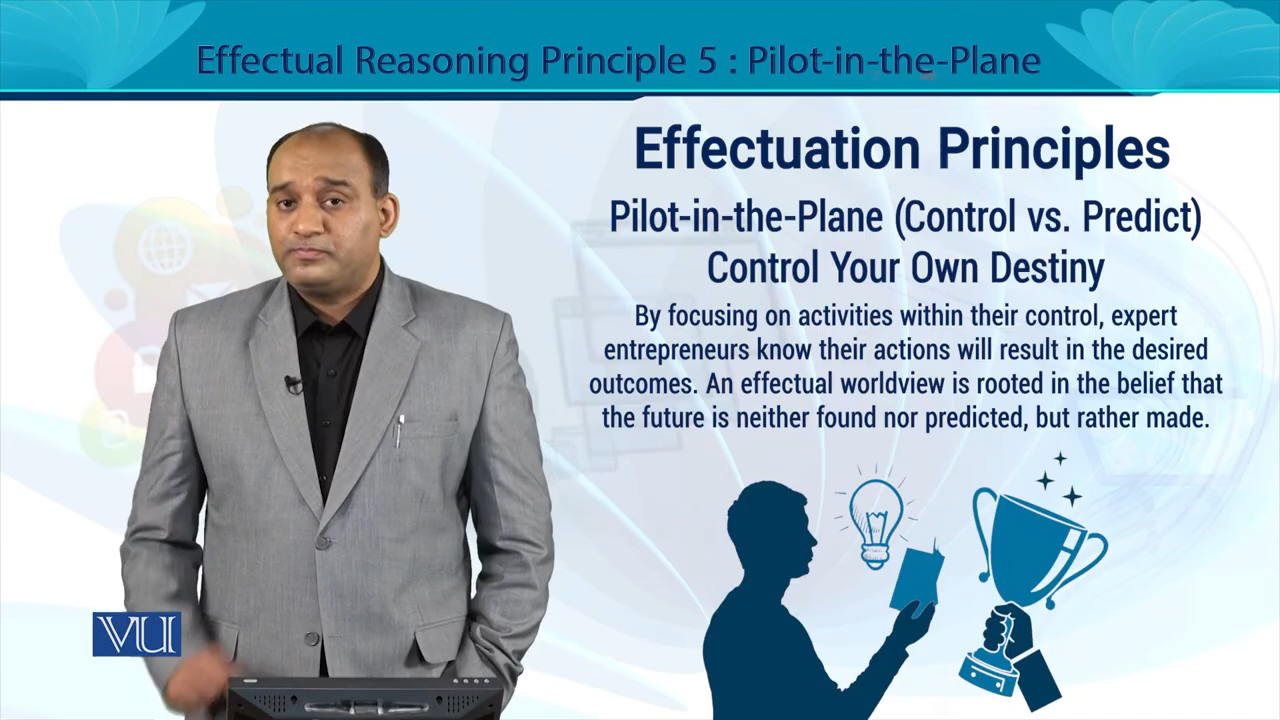 Effectual Reasoning Principle 5 : Pilot-in-the-Plane
Effectuation Principles
Pilot-in-the-Plane (Control vs. Predict)
Control Your Own Destiny
By focusing on activities within their control, expert
entrepreneurs know their actions will result in the desired
outcomes. An effectual worldview is rooted in the belief that
the future is neither found nor predicted, but rather made.
VU